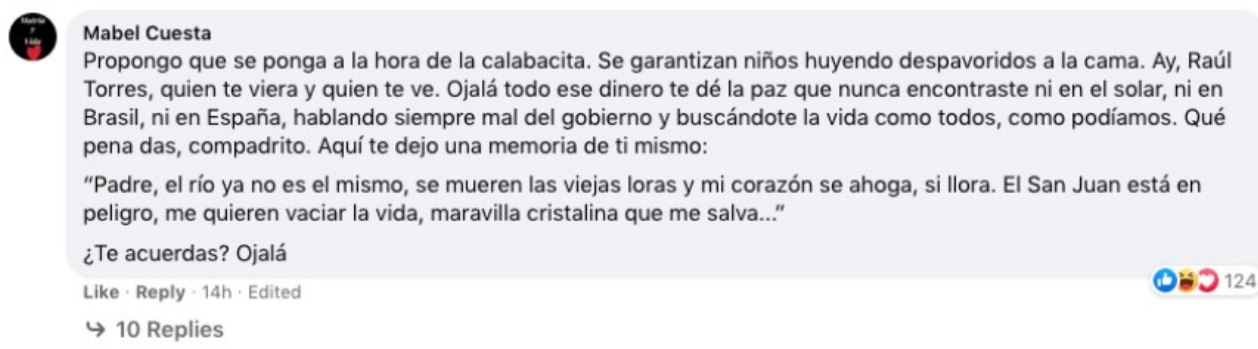 Matria
y
Vida
Mabel Cuesta
Propongo que se ponga a la hora de la calabacita. Se garantizan niños huyendo despavoridos a la cama. Ay, Raúl
Torres, quien te viera y quien te ve. Ojalá todo ese dinero te dé la paz que nunca encontraste ni en el solar, ni en
Brasil, ni en España, hablando siempre mal del gobierno y buscándote la vida como todos, como podíamos. Qué
pena das, compadrito. Aquí te dejo una memoria de ti mismo:
“Padre, el río ya no es el mismo, se mueren las viejas loras y mi corazón se ahoga, si llora. El San Juan está en
peligro, me quieren vaciar la vida, maravilla cristalina que me salva...”
¿Te acuerdas? Ojalá
Like · Reply · 14h · Edited
124
10 Replies